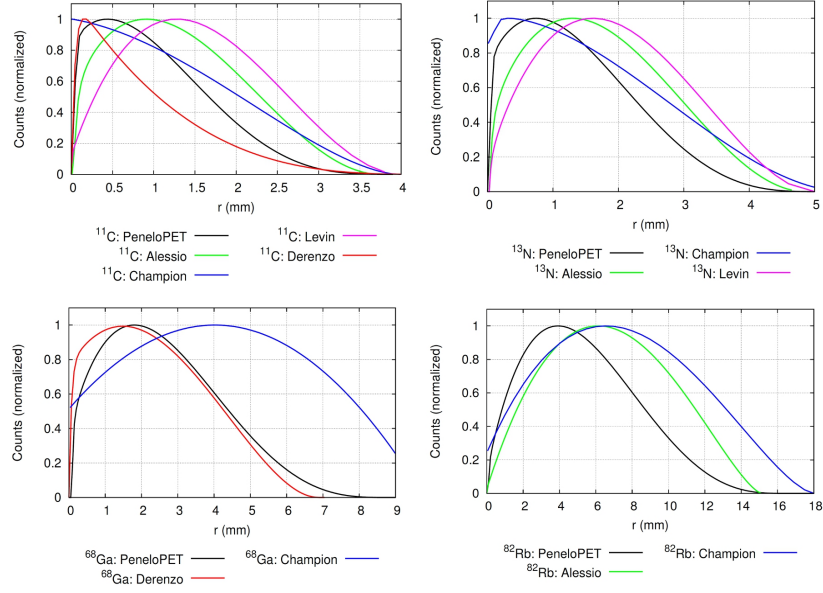 Counts (normalized)
1
0.8
0.6
0.4
0.2
0
0 0.5 1 1.5 2 2.5 3 3.5 4
r (mm)
11C: PeneloPET 11C: Levin
11C: Alessio 11C: Derenzo
11C: Champion
Counts (normalized)
1
0.8
0.6
0.4
0.2
0
0 1 2 3 4 5
r (mm)
13N: PeneloPET 13N: Champion
13N: Alessio 13N: Levin
Counts (normalized)
1
0.8
0.6
0.4
0.2
0
0 1 2 3 4 5 6 7 8 9
r (mm)
68Ga: PeneloPET 68Ga: Champion
68Ga: Derenzo
Counts (normalized)
1
0.8
0.6
0.4
0.2
0
0 2 4 6 8 10 12 14 16 18
r (mm)
82Rb: PeneloPET 82Rb: Champion
82Rb: Alessio